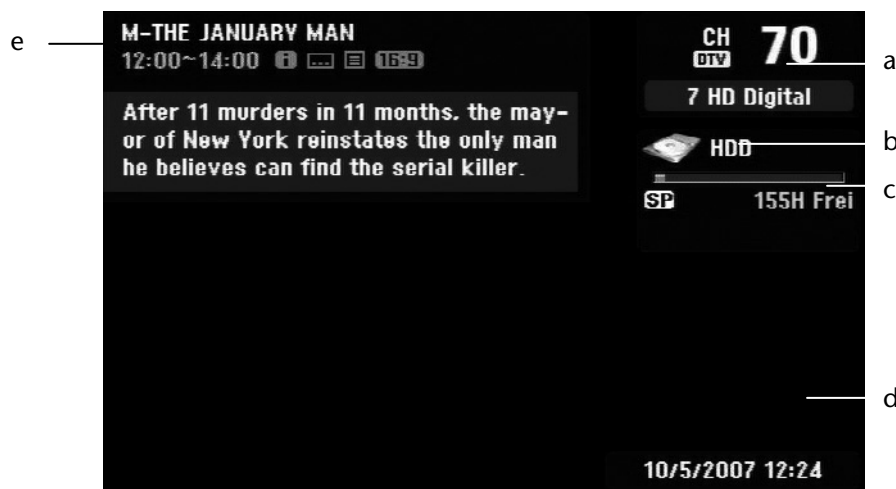 e
M-THE JANUARY MAN
12:00~14:00 i ... 16:9
After 11 murders in 11 months, the may-
or of New York reinstates the only man
he believes can find the serial killer.
CH
DTV 70
a
7 HD Digital
HDD
b
c
SP 155H Frei
d
10/5/2007 12:24